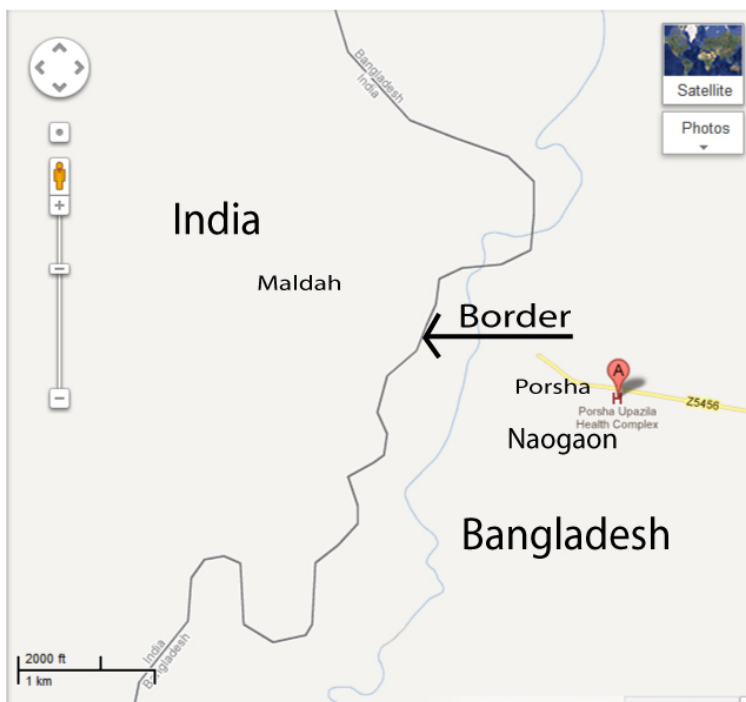 Bangladesh
India
Satellite
Photos
India
Maldah
Border
A
Porsha
H
Z5456
Porsha Upazila
Health Complex
Naogaon
Bangladesh
India
Bangladesh
2000 ft
1 km